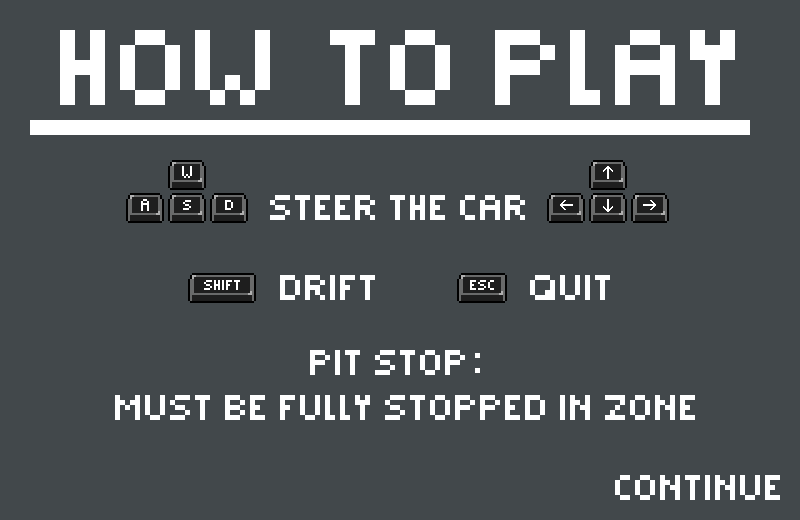 HOW TO PLAY
W ↑
A S D STEER THE CAR ← ↓ →
SHIFT DRIFT ESC QUIT
PIT STOP:
MUST BE FULLY STOPPED IN ZONE
CONTINUE